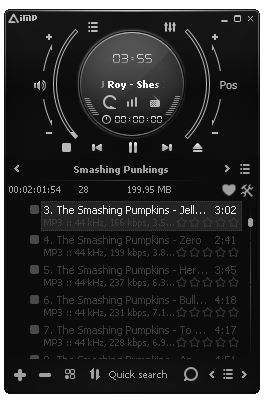 AIMP
03:55
J Roy - Shes
Pos
00:00:00
Smashing Punkings
00:02:01:54 28 199.95 MB
3. The Smashing Pumpkins - Jell... 3:02
MP3 :: 44 kHz, 166 kbps, 3.5...
4. The Smashing Pumpkins - Zero 2:41
MP3 :: 44 kHz, 199 kbps, 3.8...
5. The Smashing Pumpkins - Her... 3:45
MP3 :: 44 kHz, 237 kbps, 6.3...
6. The Smashing Pumpkins - Bull... 4:18
MP3 :: 44 kHz, 231 kbps, 7.1...
7. The Smashing Pumpkins - To ... 4:17
MP3 :: 44 kHz, 228 kbps, 6.9...
8. The Smashing Pumpkins - An ... 4:51
Quick search